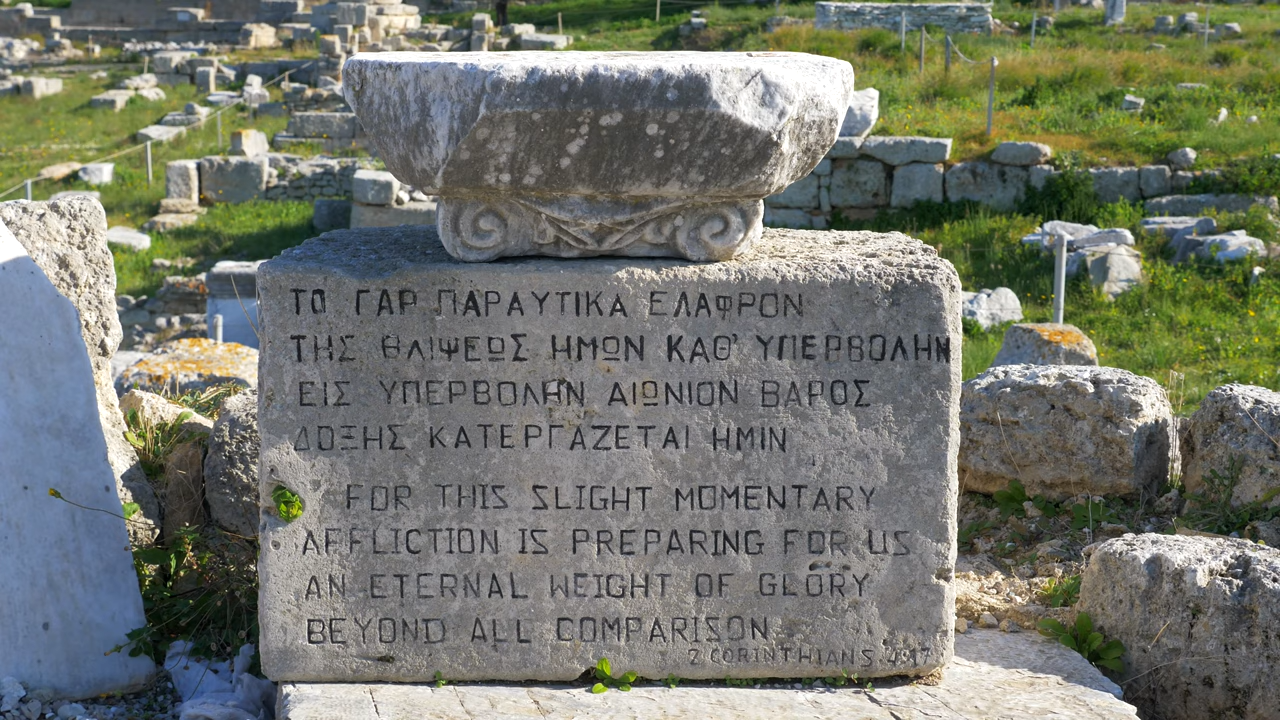 ΤΟ ΓΑΡ ΠΑΡΑΥΤΙΚΑ ΕΛΑΦΡΟΝ
ΤΗΣ ΘΛΙΨΕΩΣ ΗΜΩΝ ΚΑΘ' ΥΠΕΡΒΟΛΗΝ
ΕΙΣ ΥΠΕΡΒΟΛΗΝ ΑΙΩΝΙΟΝ ΒΑΡΟΣ
ΔΟΞΗΣ ΚΑΤΕΡΓΑΖΕΤΑΙ ΗΜΙΝ
FOR THIS SLIGHT MOMENTARY
AFFLICTION IS PREPARING FOR US
AN ETERNAL WEIGHT OF GLORY
BEYOND ALL COMPARISON
2 CORINTHIANS 4:17